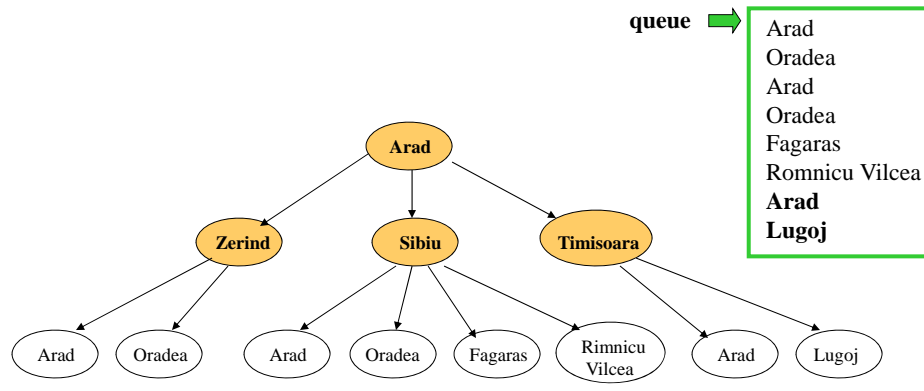 queue
Arad
Oradea
Arad
Oradea
Fagaras
Romnicu Vilcea
Arad
Lugoj
Arad
Zerind
Sibiu
Timisoara
Arad
Oradea
Arad
Oradea
Fagaras
Rimnicu
Vilcea
Arad
Lugoj